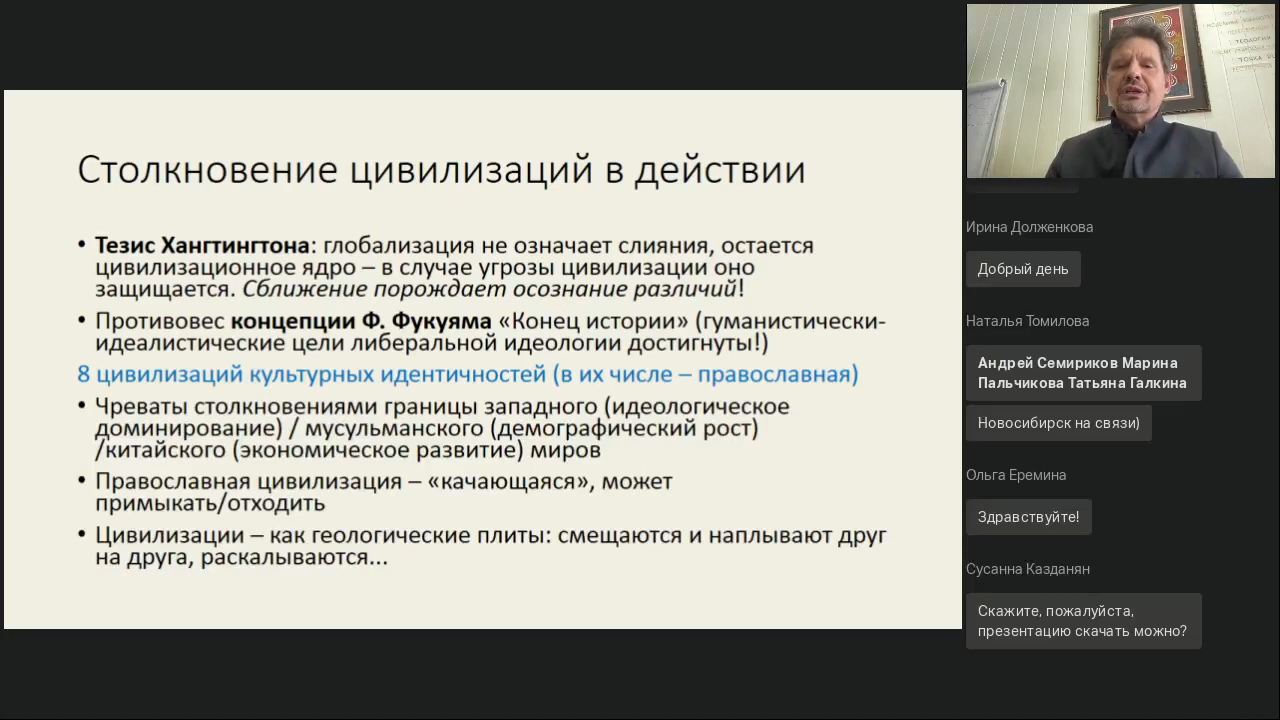 Столкновение цивилизаций в действии
• Тезис Хангтингтона: глобализация не означает слияния, остается
цивилизационное ядро – в случае угрозы цивилизации оно
защищается. Сближение порождает осознание различий!
• Противовес концепции Ф. Фукуяма «Конец истории» (гуманистически-
идеалистические цели либеральной идеологии достигнуты!)
8 цивилизаций культурных идентичностей (в их числе – православная)
• Чреваты столкновениями границы западного (идеологическое
доминирование) / мусульманского (демографический рост)
/китайского (экономическое развитие) миров
• Православная цивилизация – «качающаяся», может
примыкать/отходить
• Цивилизации – как геологические плиты: смещаются и наплывают друг
на друга, раскалываются...
ТЕОЛОГИЯ
Ирина Долженкова
Добрый день
Наталья Томилова
Андрей Семириков Марина
Пальчикова Татьяна Галкина
Новосибирск на связи)
Ольга Еремина
Здравствуйте!
Сусанна Казданян
Скажите, пожалуйста,
презентацию скачать можно?